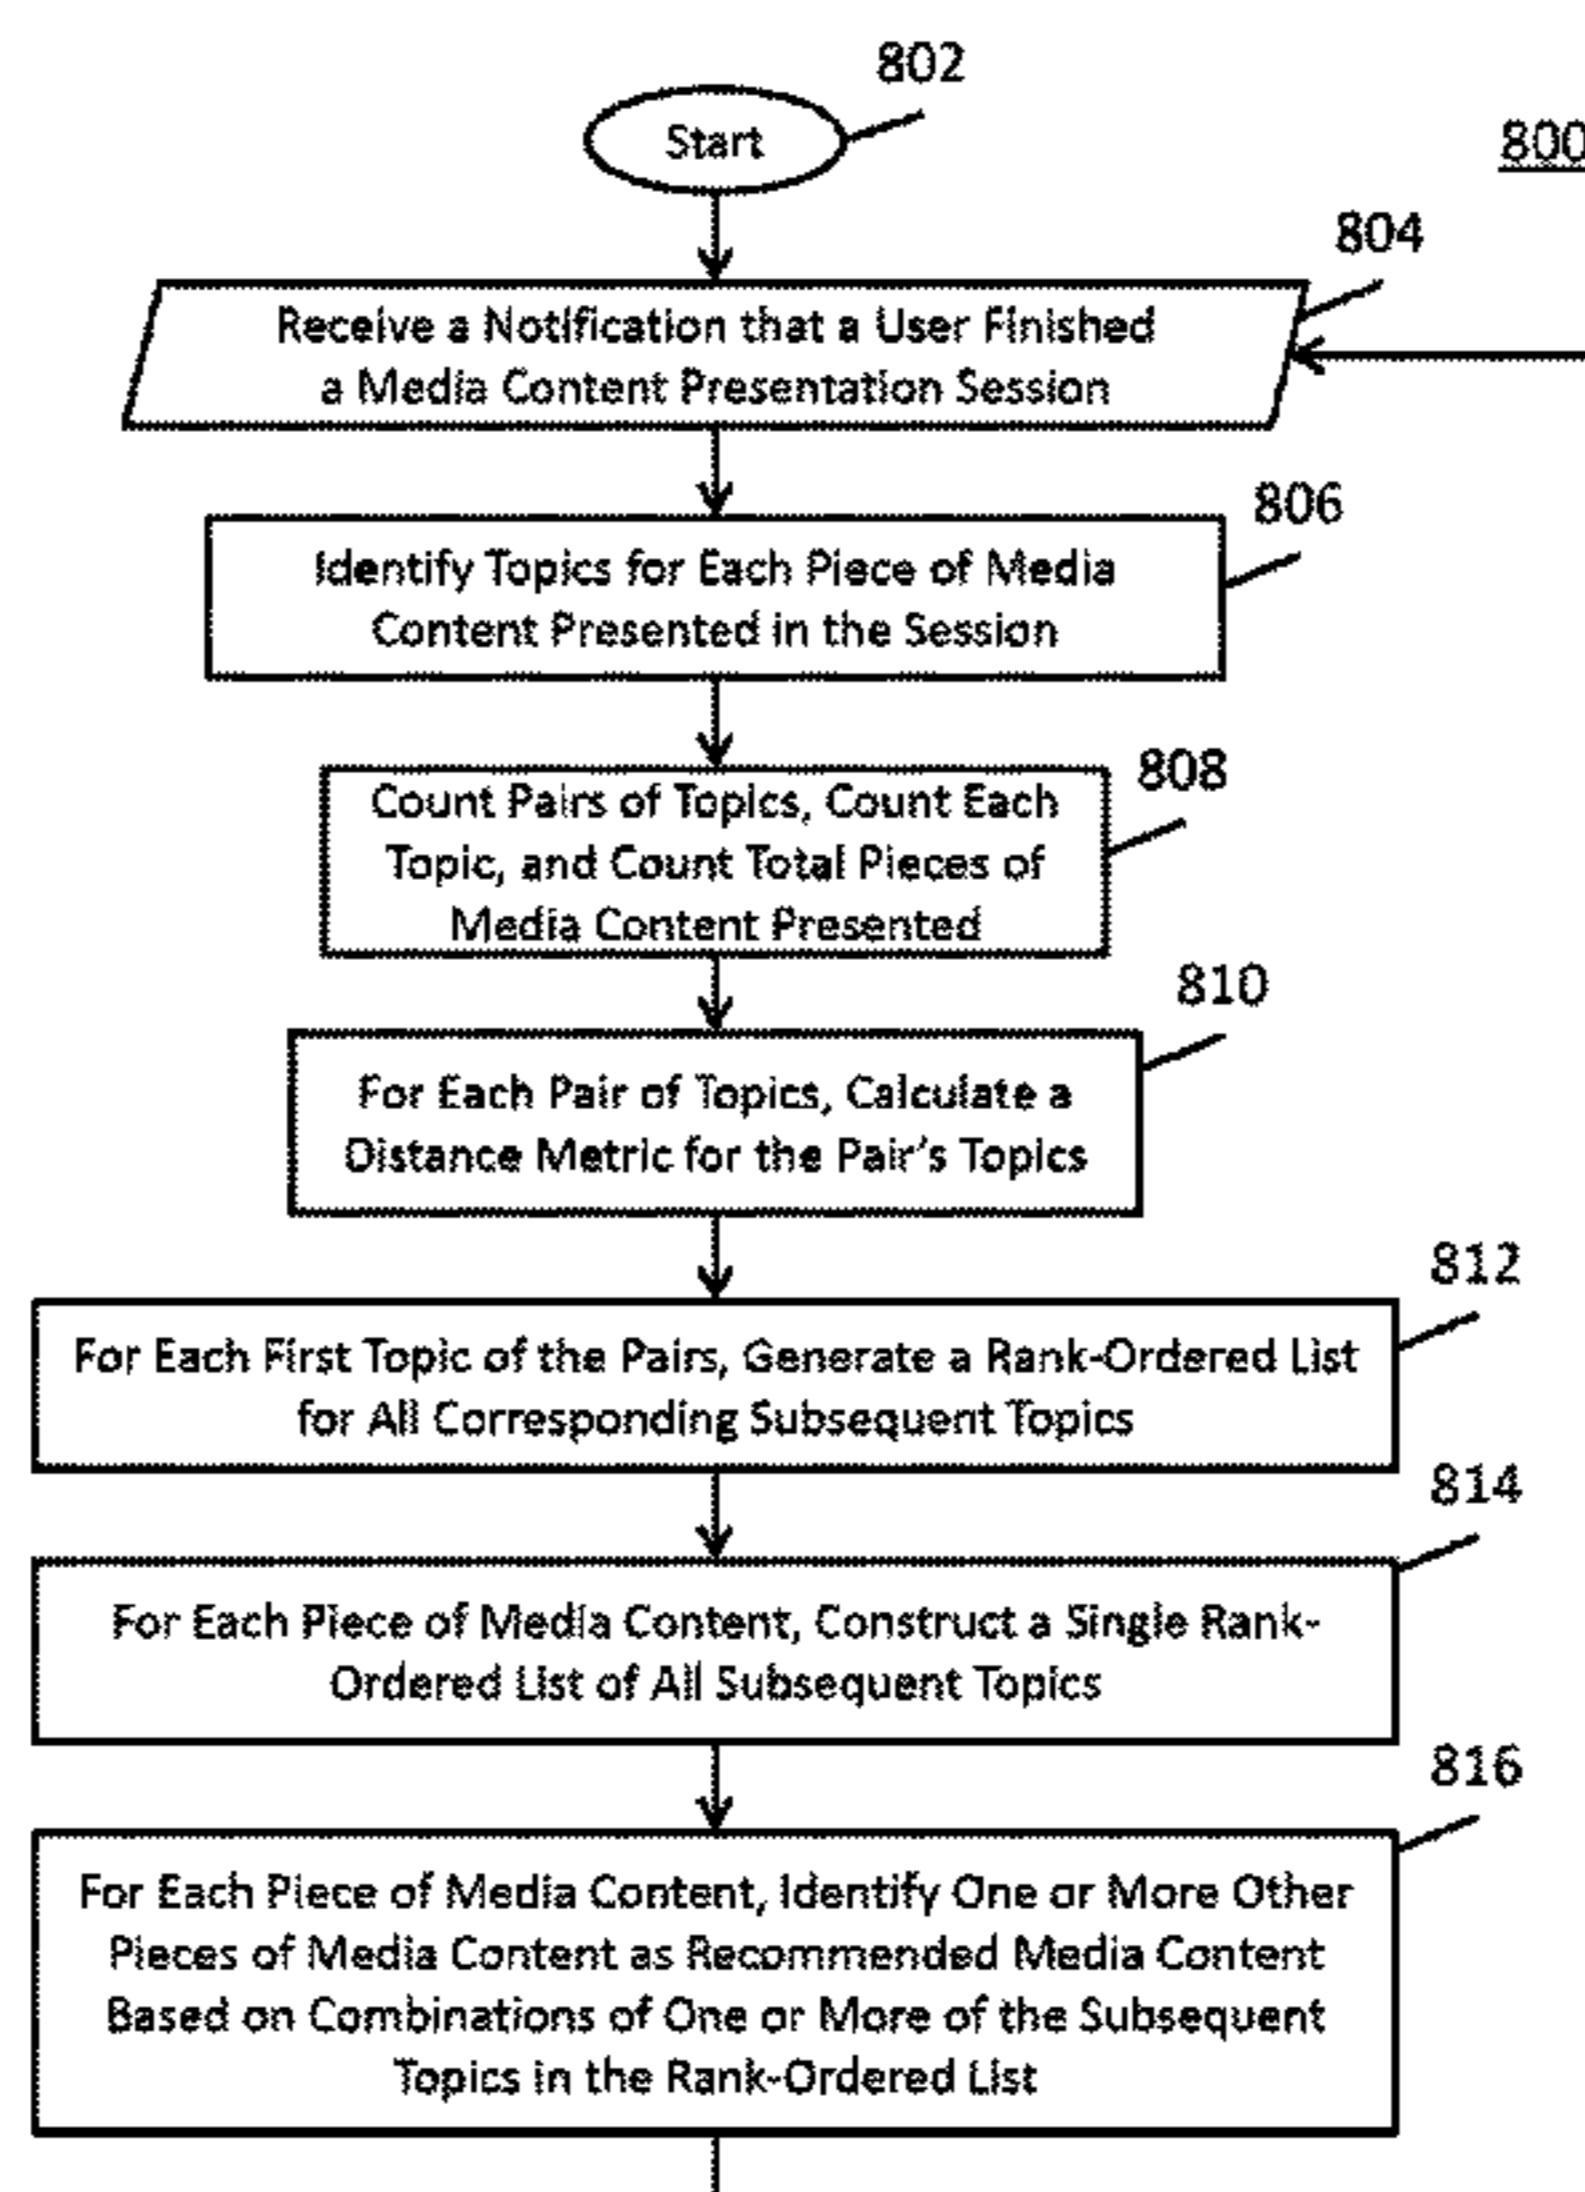 802
Start
800
804
Receive a Notification that a User Finished
a Media Content Presentation Session
806
Identify Topics for Each Piece of Media
Content Presented in the Session
808
Count Pairs of Topics, Count Each
Topic, and Count Total Pieces of
Media Content Presented
810
For Each Pair of Topics, Calculate a
Distance Metric for the Pair's Topics
812
For Each First Topic of the Pairs, Generate a Rank-Ordered List
for All Corresponding Subsequent Topics
814
For Each Piece of Media Content, Construct a Single Rank-
Ordered List of All Subsequent Topics
816
For Each Piece of Media Content, Identify One or More Other
Pieces of Media Content as Recommended Media Content
Based on Combinations of One or More of the Subsequent
Topics in the Rank-Ordered List